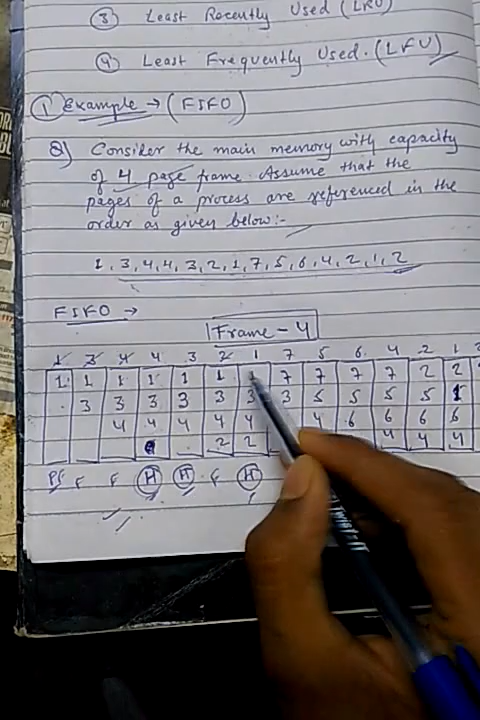 ③ Least Recently Used (LRU)
④ Least Frequently Used. (LFU)
① Example → (FIFO)
Q) Consider the main memory with capacity
of 4 page frame. Assume that the
pages of a process are referenced in the
order as given below:-
1, 3, 4, 4, 3, 2, 1, 7, 5, 6, 4, 2, 1, 2
FIFO →
Frame - 4
1 3 4 4 3 2 1 7 5 6 4 2 1 2
1 1 1 1 1 1 1 7 7 7 7 2 2
3 3 3 3 3 3 3 5 5 5 5 1
4 4 4 4 4 4 6 6 6 6
2 2 4 4 4
PF F F H H F H